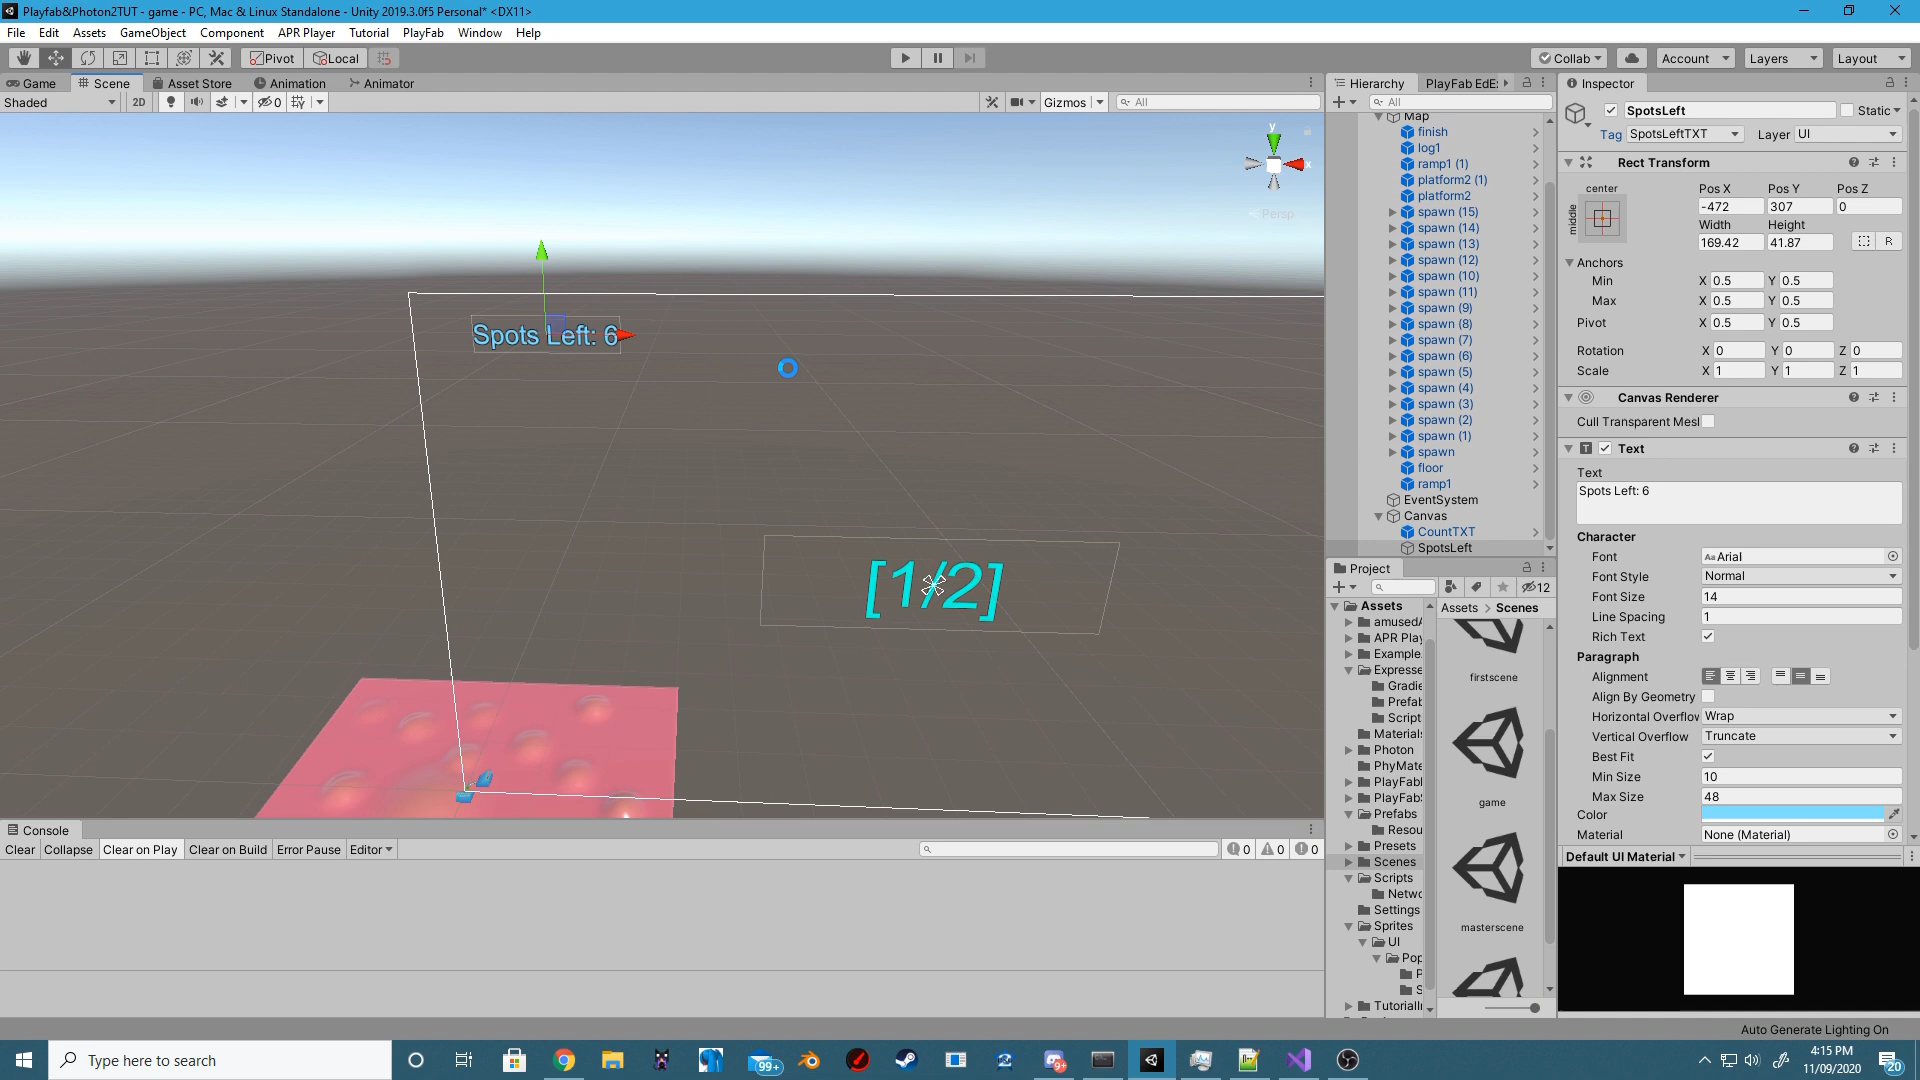 Playfab&Photon2TUT - game - PC, Mac & Linux Standalone - Unity 2019.3.0f5 Personal* <DX11>
File Edit Assets GameObject Component APR Player Tutorial PlayFab Window Help
Pivot Local Collab Account Layers Layout
Game Scene Asset Store Animation Animator
Shaded 2D 0 Gizmos All
y
x
Persp
Spots Left: 6
[1/2]
Hierarchy PlayFab EdEx
All
Map
finish
log1
ramp1 (1)
platform2 (1)
platform2
spawn (15)
spawn (14)
spawn (13)
spawn (12)
spawn (10)
spawn (11)
spawn (9)
spawn (8)
spawn (7)
spawn (6)
spawn (5)
spawn (4)
spawn (3)
spawn (2)
spawn (1)
spawn
floor
ramp1
EventSystem
Canvas
CountTXT
SpotsLeft
Project
12
Assets
amusedA
APR Play
Example
Expresse
Gradie
Prefab
Script
Materials
Photon
PhyMate
PlayFabI
PlayFabS
Prefabs
Resou
Presets
Scenes
Scripts
Netwo
Settings
Sprites
UI
Pop
P
S
TutorialI
Assets > Scenes
firstscene
game
masterscene
Inspector
SpotsLeft Static
Tag SpotsLeftTXT Layer UI
Rect Transform
center
middle
Pos X Pos Y Pos Z
-472 307 0
Width Height
169.42 41.87
R
Anchors
Min X 0.5 Y 0.5
Max X 0.5 Y 0.5
Pivot X 0.5 Y 0.5
Rotation X 0 Y 0 Z 0
Scale X 1 Y 1 Z 1
Canvas Renderer
Cull Transparent Mesl
Text
Text
Spots Left: 6
Character
Font Aa Arial
Font Style Normal
Font Size 14
Line Spacing 1
Rich Text
Paragraph
Alignment
Align By Geometry
Horizontal Overflow Wrap
Vertical Overflow Truncate
Best Fit
Min Size 10
Max Size 48
Color
Material None (Material)
Default UI Material
Console
Clear Collapse Clear on Play Clear on Build Error Pause Editor 0 0 0
Auto Generate Lighting On
Type here to search
99+
9+
4:15 PM
11/09/2020
20